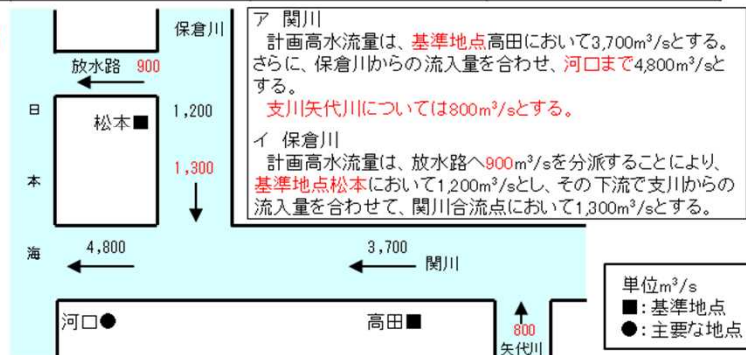 保倉川
放水路 900
日本海
松本■
1,200
1,300
4,800
3,700
関川
河口●
高田■
800
矢代川
ア 関川
計画高水流量は、基準地点高田において3,700m³/sとする。
さらに、保倉川からの流入量を合わせ、河口まで4,800m³/sと
する。
支川矢代川については800m³/sとする。
イ 保倉川
計画高水流量は、放水路へ900m³/sを分派することにより、
基準地点松本において1,200m³/sとし、その下流で支川からの
流入量を合わせて、関川合流点において1,300m³/sとする。
単位m³/s
■:基準地点
●:主要な地点